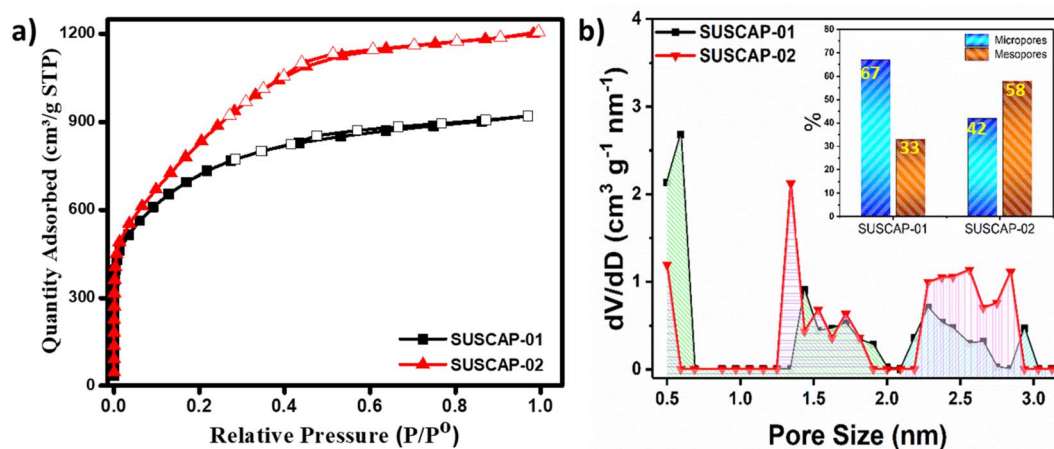 a)
Quantity Adsorbed (cm³/g STP)
1200
900
600
300
0
0.0 0.2 0.4 0.6 0.8 1.0
Relative Pressure (P/P⁰)
SUSCAP-01
SUSCAP-02
b)
SUSCAP-01
SUSCAP-02
dV/dD (cm³ g⁻¹ nm⁻¹)
4
3
2
1
0
0.5 1.0 1.5 2.0 2.5 3.0
Pore Size (nm)
Micropores
Mesopores
%
80
70
60
50
40
30
20
10
0
67
33
42
58
SUSCAP-01 SUSCAP-02